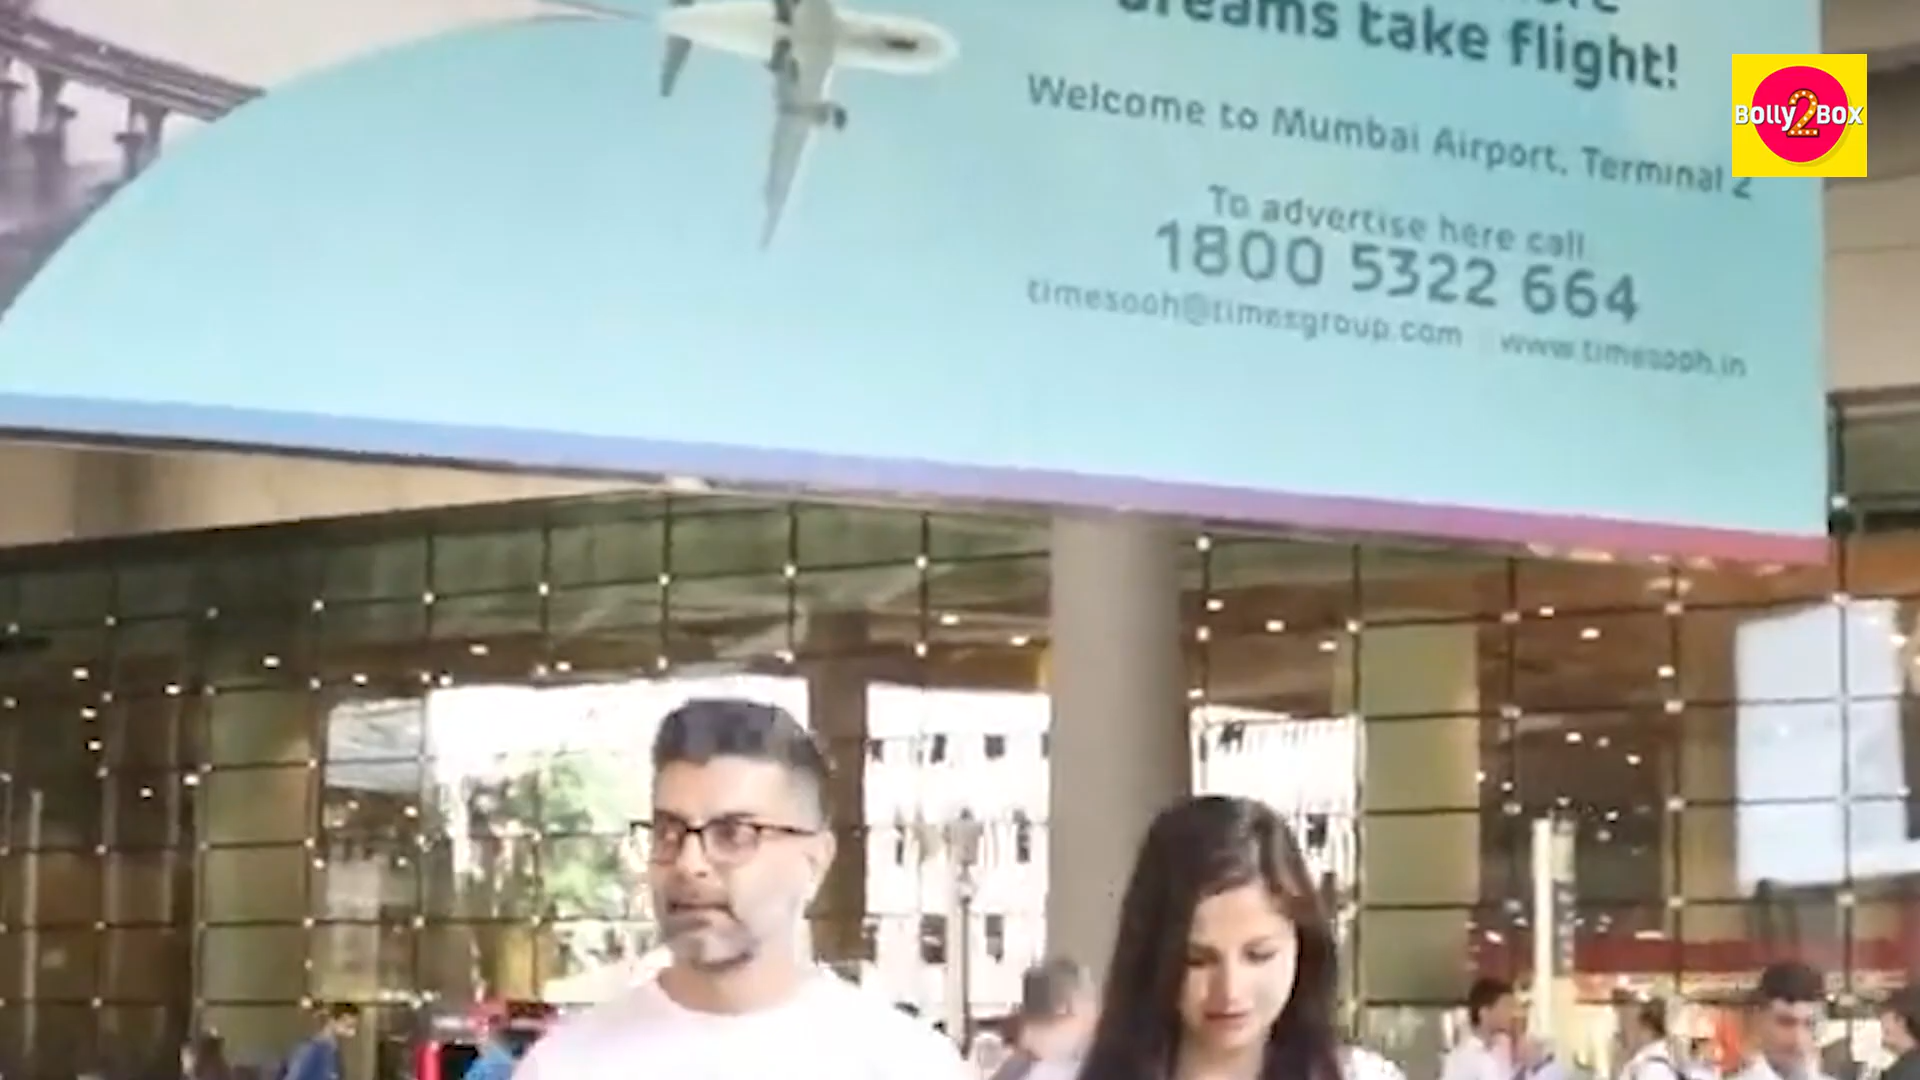 dreams take flight!
Welcome to Mumbai Airport, Terminal 2
To advertise here call
1800 5322 664
timesooh@timesgroup.com www.timesooh.in
Bolly2Box